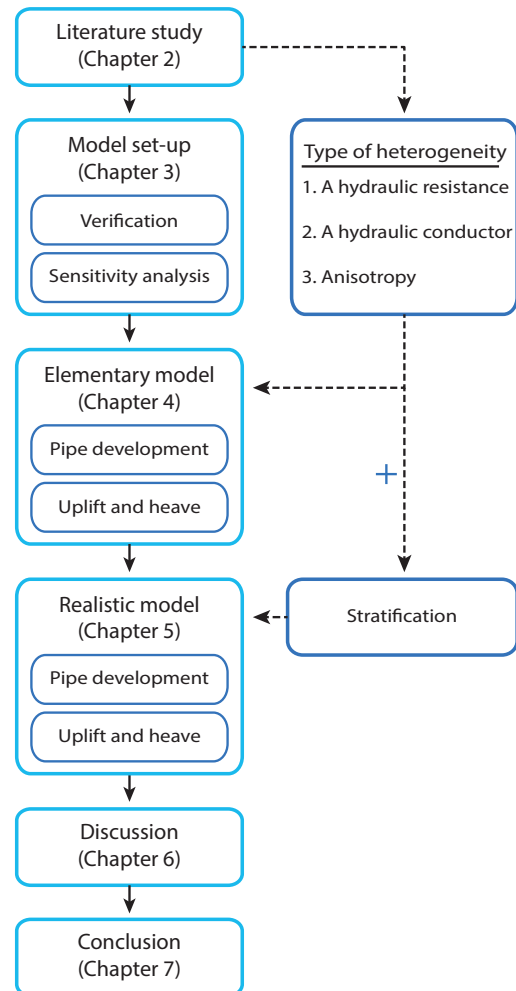 Literature study
(Chapter 2)
Model set-up
(Chapter 3)
Verification
Sensitivity analysis
Type of heterogeneity
1. A hydraulic resistance
2. A hydraulic conductor
3. Anisotropy
Elementary model
(Chapter 4)
Pipe development
Uplift and heave
+
Realistic model
(Chapter 5)
Pipe development
Uplift and heave
Stratification
Discussion
(Chapter 6)
Conclusion
(Chapter 7)